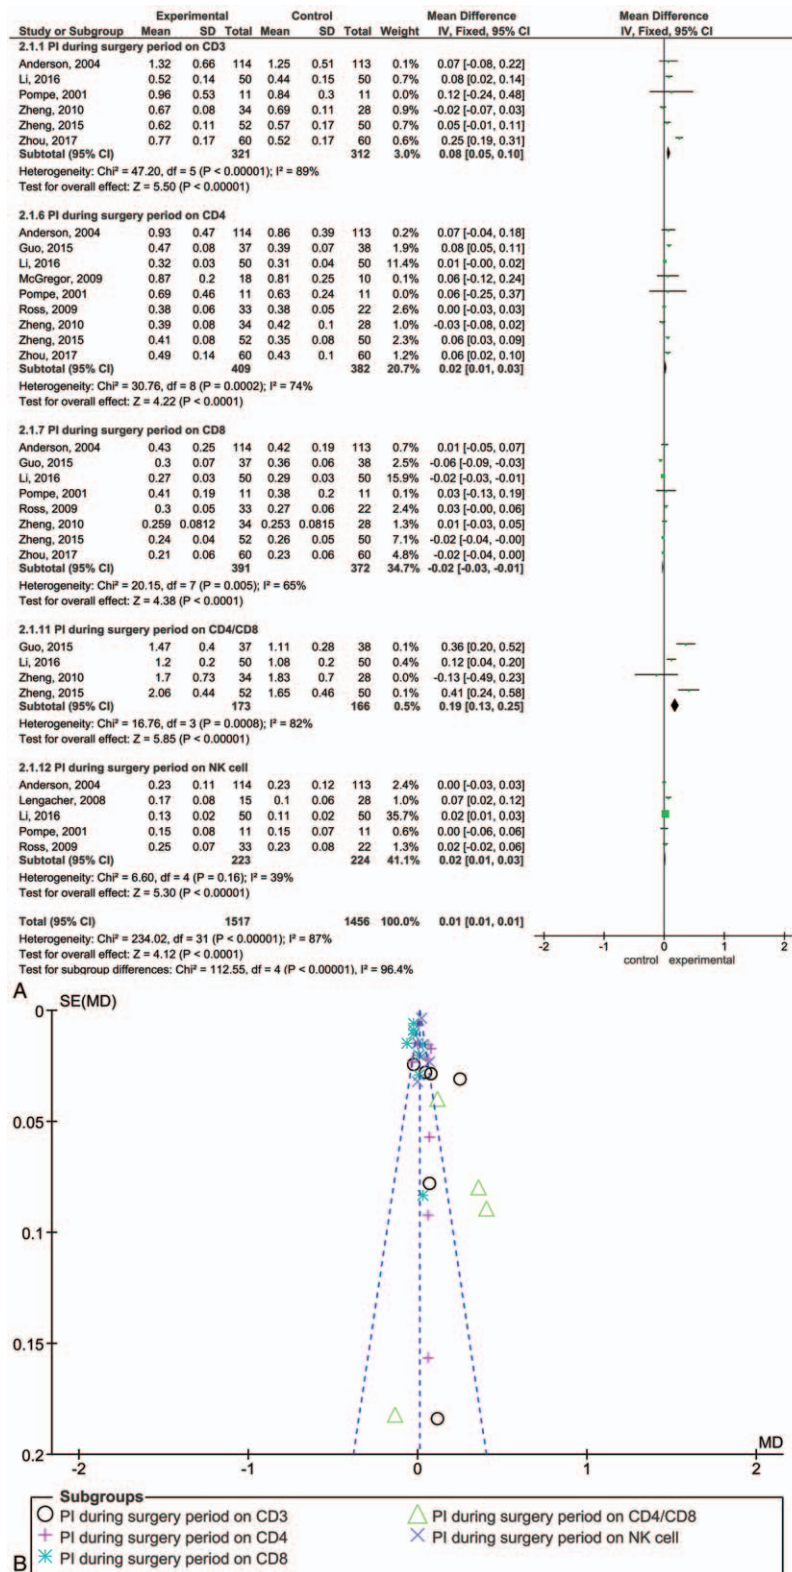 Experimental Control Mean Difference Mean Difference
Study or Subgroup Mean SD Total Mean SD Total Weight IV, Fixed, 95% CI IV, Fixed, 95% CI
2.1.1 PI during surgery period on CD3
Anderson, 2004 1.32 0.66 114 1.25 0.51 113 0.1% 0.07 [-0.08, 0.22]
Li, 2016 0.52 0.14 50 0.44 0.15 50 0.7% 0.08 [0.02, 0.14]
Pompe, 2001 0.96 0.53 11 0.84 0.3 11 0.0% 0.12 [-0.24, 0.48]
Zheng, 2010 0.67 0.08 34 0.69 0.11 28 0.9% -0.02 [-0.07, 0.03]
Zheng, 2015 0.62 0.11 52 0.57 0.17 50 0.7% 0.05 [-0.01, 0.11]
Zhou, 2017 0.77 0.17 60 0.52 0.17 60 0.6% 0.25 [0.19, 0.31]
Subtotal (95% CI) 321 312 3.0% 0.08 [0.05, 0.10]
Heterogeneity: Chi² = 47.20, df = 5 (P < 0.00001); I² = 89%
Test for overall effect: Z = 5.50 (P < 0.00001)
2.1.6 PI during surgery period on CD4
Anderson, 2004 0.93 0.47 114 0.86 0.39 113 0.2% 0.07 [-0.04, 0.18]
Guo, 2015 0.47 0.08 37 0.39 0.07 38 1.9% 0.08 [0.05, 0.11]
Li, 2016 0.32 0.03 50 0.31 0.04 50 11.4% 0.01 [-0.00, 0.02]
McGregor, 2009 0.87 0.2 18 0.81 0.25 10 0.1% 0.06 [-0.12, 0.24]
Pompe, 2001 0.69 0.46 11 0.63 0.24 11 0.0% 0.06 [-0.25, 0.37]
Ross, 2009 0.38 0.06 33 0.38 0.05 22 1.9% 0.00 [-0.03, 0.03]
Zheng, 2010 0.39 0.08 34 0.42 0.1 28 1.0% -0.03 [-0.08, 0.02]
Zheng, 2015 0.41 0.08 52 0.35 0.08 50 2.8% 0.06 [0.03, 0.09]
Zhou, 2017 0.49 0.14 60 0.43 0.1 60 1.2% 0.06 [0.02, 0.10]
Subtotal (95% CI) 409 382 20.7% 0.02 [0.01, 0.03]
Heterogeneity: Chi² = 30.76, df = 8 (P = 0.0002); I² = 74%
Test for overall effect: Z = 4.22 (P < 0.0001)
2.1.7 PI during surgery period on CD8
Anderson, 2004 0.43 0.25 114 0.42 0.19 113 0.7% 0.01 [-0.05, 0.07]
Guo, 2015 0.3 0.07 37 0.36 0.06 38 2.5% -0.06 [-0.09, -0.03]
Li, 2016 0.27 0.03 50 0.29 0.03 50 15.9% -0.02 [-0.03, -0.01]
Pompe, 2001 0.41 0.19 11 0.38 0.2 11 0.1% 0.03 [-0.13, 0.19]
Ross, 2009 0.3 0.05 33 0.27 0.06 22 2.2% 0.03 [-0.00, 0.06]
Zheng, 2010 0.259 0.0812 34 0.253 0.0815 28 1.3% 0.01 [-0.03, 0.05]
Zheng, 2015 0.24 0.04 52 0.26 0.05 50 7.1% -0.02 [-0.04, -0.00]
Zhou, 2017 0.21 0.06 60 0.23 0.06 60 4.8% -0.02 [-0.04, 0.00]
Subtotal (95% CI) 391 372 34.7% -0.02 [-0.03, -0.01]
Heterogeneity: Chi² = 20.15, df = 7 (P = 0.005); I² = 65%
Test for overall effect: Z = 4.38 (P < 0.0001)
2.1.11 PI during surgery period on CD4/CD8
Guo, 2015 1.47 0.4 37 1.11 0.28 38 0.1% 0.36 [0.20, 0.52]
Li, 2016 1.2 0.2 50 1.08 0.2 50 0.4% 0.12 [0.04, 0.20]
Zheng, 2010 1.7 0.73 34 1.83 0.7 28 0.0% -0.13 [-0.49, 0.23]
Zheng, 2015 2.06 0.44 52 1.65 0.46 50 0.1% 0.41 [0.24, 0.58]
Subtotal (95% CI) 173 166 0.5% 0.19 [0.13, 0.25]
Heterogeneity: Chi² = 16.76, df = 3 (P = 0.0008); I² = 82%
Test for overall effect: Z = 5.85 (P < 0.00001)
2.1.12 PI during surgery period on NK cell
Anderson, 2004 0.23 0.11 114 0.23 0.12 113 2.4% 0.00 [-0.03, 0.03]
Lengacher, 2008 0.17 0.08 15 0.1 0.06 28 1.0% 0.07 [0.02, 0.12]
Li, 2016 0.13 0.02 50 0.11 0.02 50 35.7% 0.02 [0.01, 0.03]
Pompe, 2001 0.15 0.08 11 0.15 0.07 11 0.6% 0.00 [-0.06, 0.06]
Ross, 2009 0.25 0.07 33 0.23 0.08 22 1.3% 0.02 [-0.02, 0.06]
Subtotal (95% CI) 223 224 41.1% 0.02 [0.01, 0.03]
Heterogeneity: Chi² = 6.60, df = 4 (P = 0.16); I² = 39%
Test for overall effect: Z = 5.30 (P < 0.00001)
Total (95% CI) 1517 1456 100.0% 0.01 [0.01, 0.01]
Heterogeneity: Chi² = 234.02, df = 31 (P < 0.00001); I² = 87%
Test for overall effect: Z = 4.12 (P < 0.0001)
Test for subgroup differences: Chi² = 112.55, df = 4 (P < 0.00001), I² = 96.4%
-2 -1 0 1 2
control experimental
A
SE(MD)
0
0.05
0.1
0.15
0.2
MD
-2 -1 0 1 2
Subgroups
PI during surgery period on CD3 PI during surgery period on CD4/CD8
PI during surgery period on CD4 PI during surgery period on NK cell
PI during surgery period on CD8
B